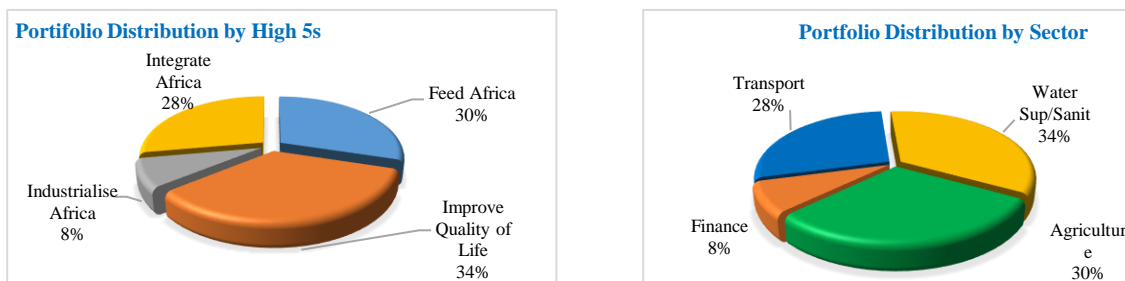 Portifolio Distribution by High 5s
Integrate
Africa
28%
Feed Africa
30%
Industrialise
Africa
8%
Improve
Quality of
Life
34%
Portfolio Distribution by Sector
Transport
28%
Water
Sup/Sanit
34%
Finance
8%
Agricultur
e
30%